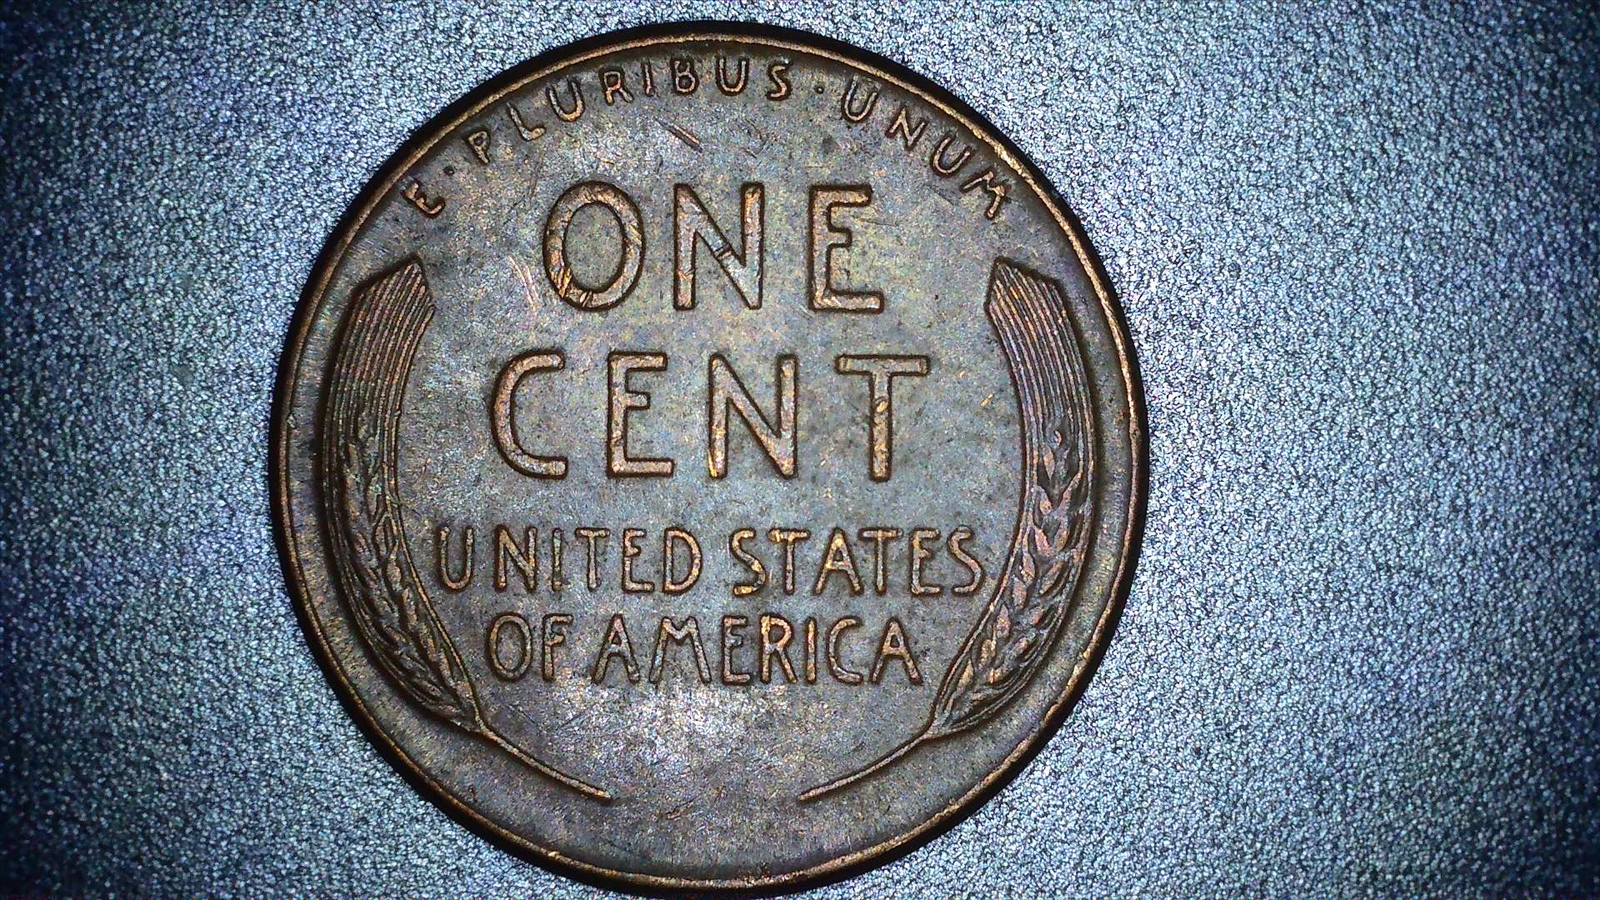 E·PLURIBUS·UNUM
ONE
CENT
UNITED STATES
OF AMERICA